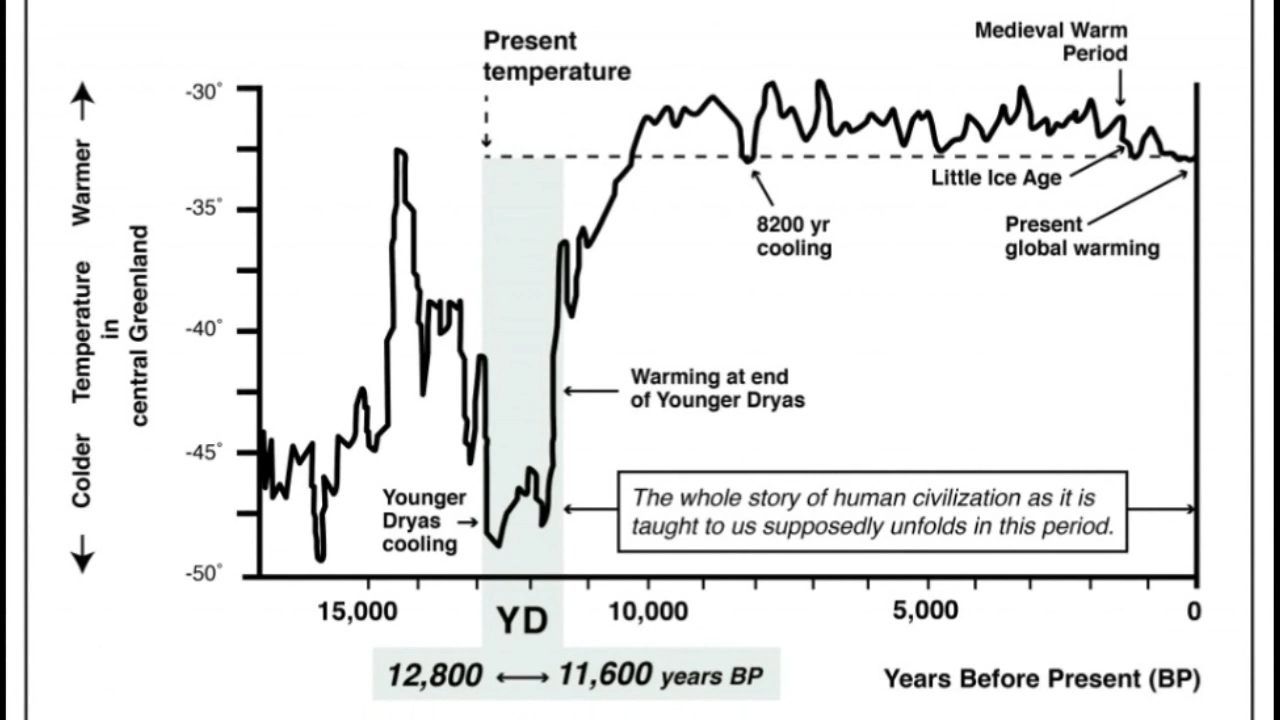 Present
temperature
Medieval Warm
Period
-30°
-35°
-40°
-45°
-50°
Colder Temperature Warmer
in
central Greenland
Little Ice Age
8200 yr
cooling
Present
global warming
Warming at end
of Younger Dryas
Younger
Dryas
cooling
The whole story of human civilization as it is
taught to us supposedly unfolds in this period.
15,000
YD
10,000
5,000
0
12,800 ⟷ 11,600 years BP
Years Before Present (BP)